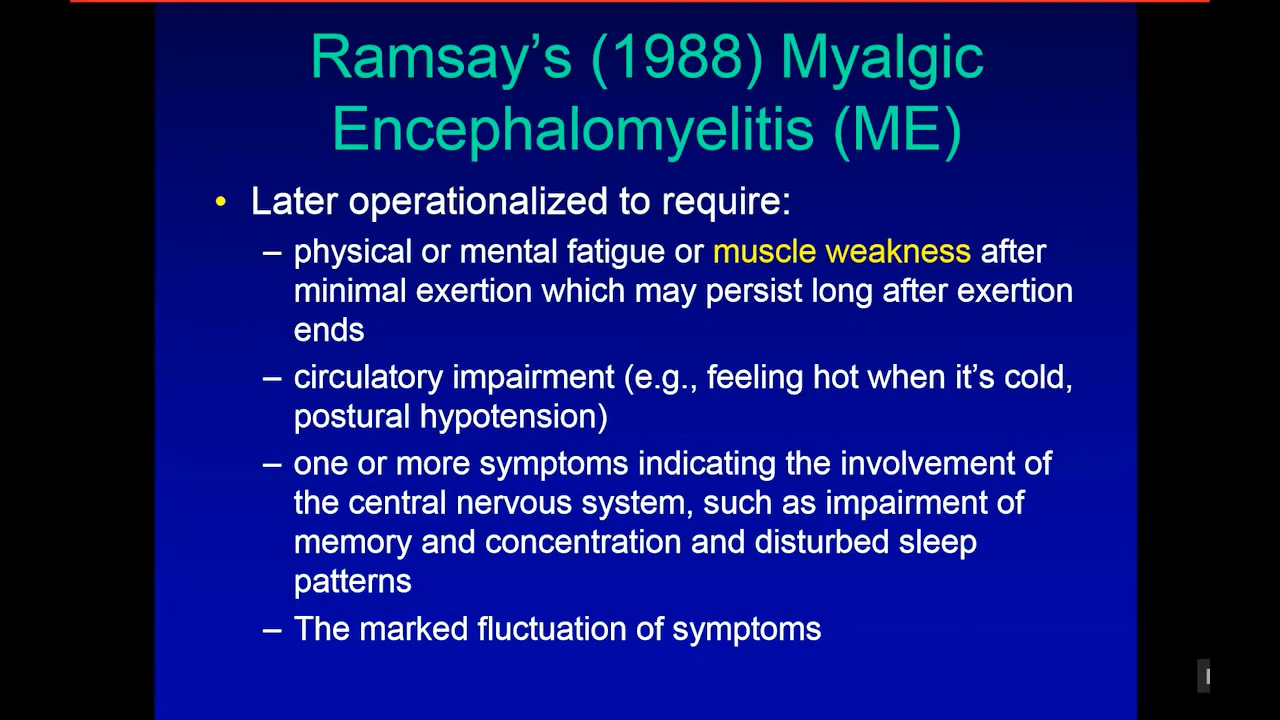 Ramsay's (1988) Myalgic
Encephalomyelitis (ME)
• Later operationalized to require:
– physical or mental fatigue or muscle weakness after
minimal exertion which may persist long after exertion
ends
– circulatory impairment (e.g., feeling hot when it's cold,
postural hypotension)
– one or more symptoms indicating the involvement of
the central nervous system, such as impairment of
memory and concentration and disturbed sleep
patterns
– The marked fluctuation of symptoms